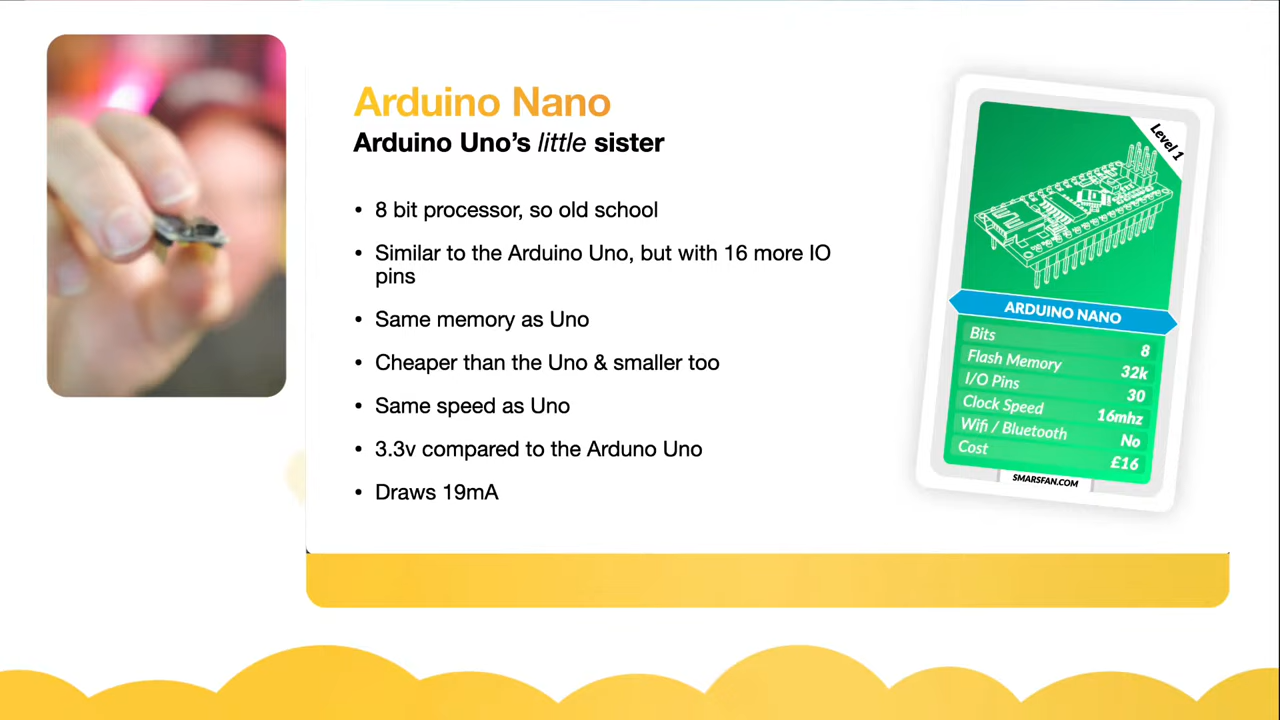 Arduino Nano
Arduino Uno's little sister
• 8 bit processor, so old school
• Similar to the Arduino Uno, but with 16 more IO
pins
• Same memory as Uno
• Cheaper than the Uno & smaller too
• Same speed as Uno
• 3.3v compared to the Arduno Uno
• Draws 19mA
Level 1
ARDUINO NANO
Bits 8
Flash Memory 32k
I/O Pins 30
Clock Speed 16mhz
Wifi / Bluetooth No
Cost £16
SMARSFAN.COM